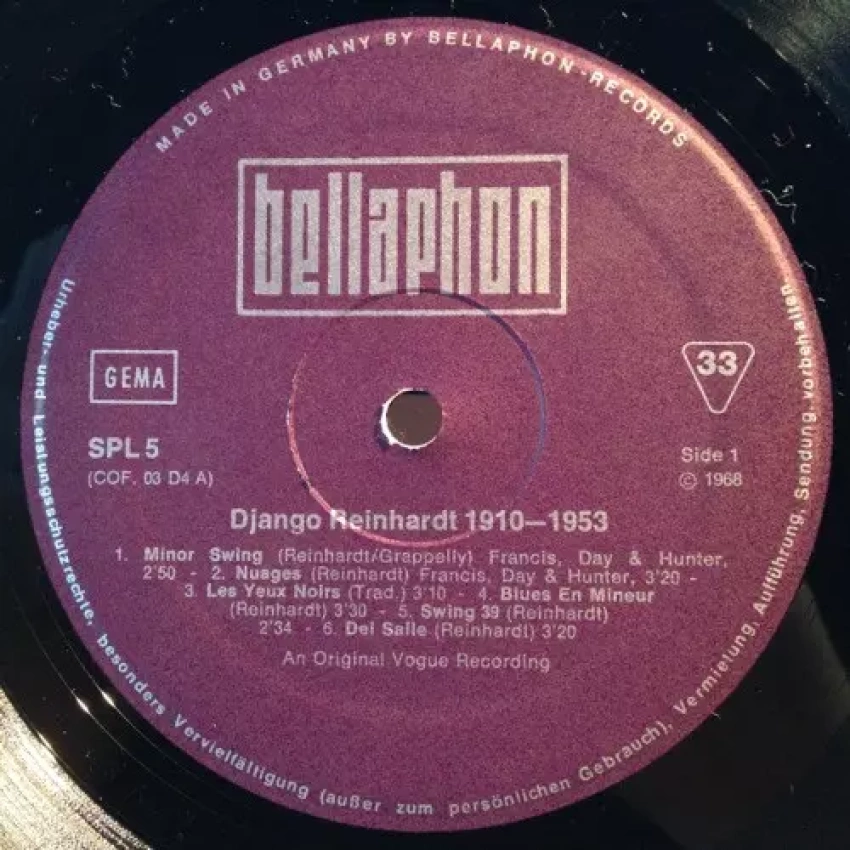 MADE IN GERMANY BY BELLAPHON-RECORDS
bellaphon
GEMA
33
SPL 5
(COF. 03 D4 A)
Side 1
© 1968
Django Reinhardt 1910—1953
1. Minor Swing (Reinhardt/Grappelly) Francis, Day & Hunter,
2'50 - 2. Nuages (Reinhardt) Francis, Day & Hunter, 3'20 -
3. Les Yeux Noirs (Trad.) 3'10 - 4. Blues En Mineur
(Reinhardt) 3'30 - 5. Swing 39 (Reinhardt)
2'34 - 6. Del Salle (Reinhardt) 3'20
An Original Vogue Recording
Urheber- und Leistungsschutzrechte, besonders Vervielfältigung (außer zum persönlichen Gebrauch), Vermietung, Aufführung, Sendung vorbehalten